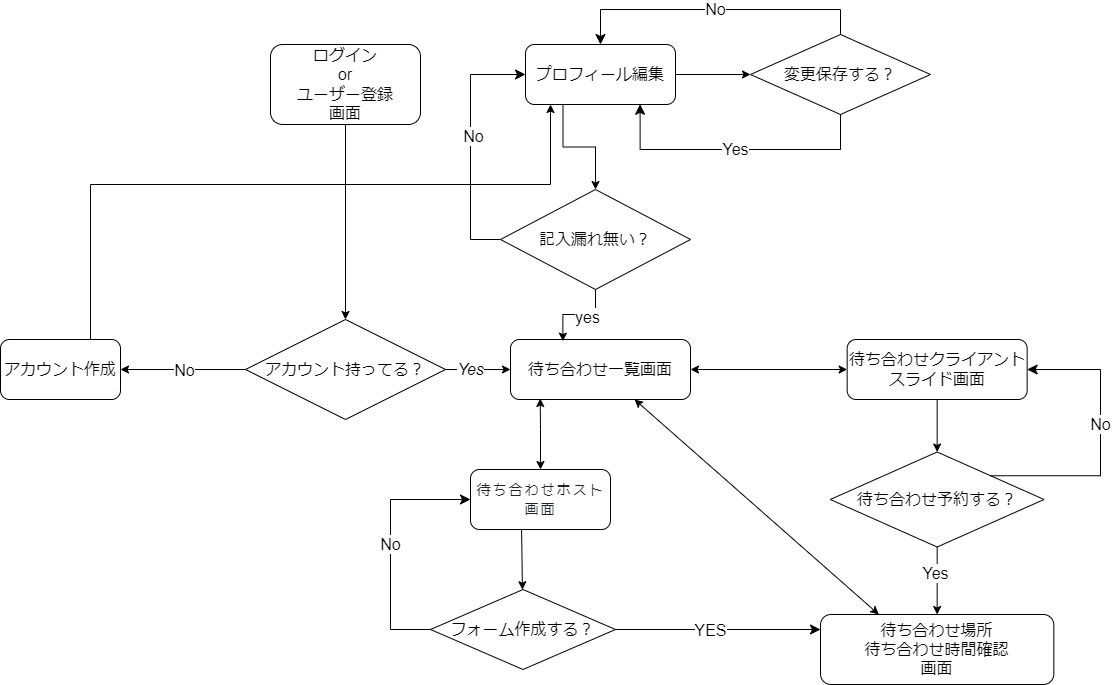 No
ログイン
or
ユーザー登録
画面
プロフィール編集
変更保存する？
No
Yes
記入漏れ無い？
yes
アカウント作成
No
アカウント持ってる？
Yes
待ち合わせ一覧画面
待ち合わせクライアント
スライド画面
No
待ち合わせホスト
画面
待ち合わせ予約する？
No
Yes
フォーム作成する？
YES
待ち合わせ場所
待ち合わせ時間確認
画面